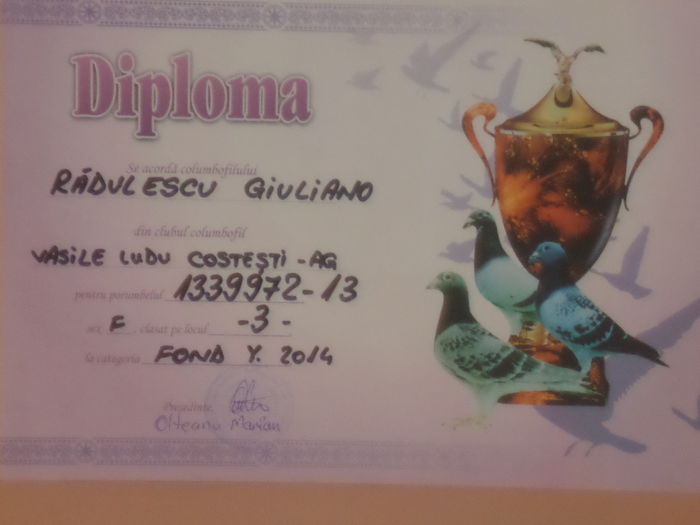 Diploma
Se acordă columbofilului
RĂDULESCU GIULIANO
din clubul columbofil
VASILE LUDU COSTEȘTI - AG
pentru porumbelul 1339972-13
sex F, clasat pe locul -3-
la categoria FOND Y. 2014
Președinte,
Olteanu Marian